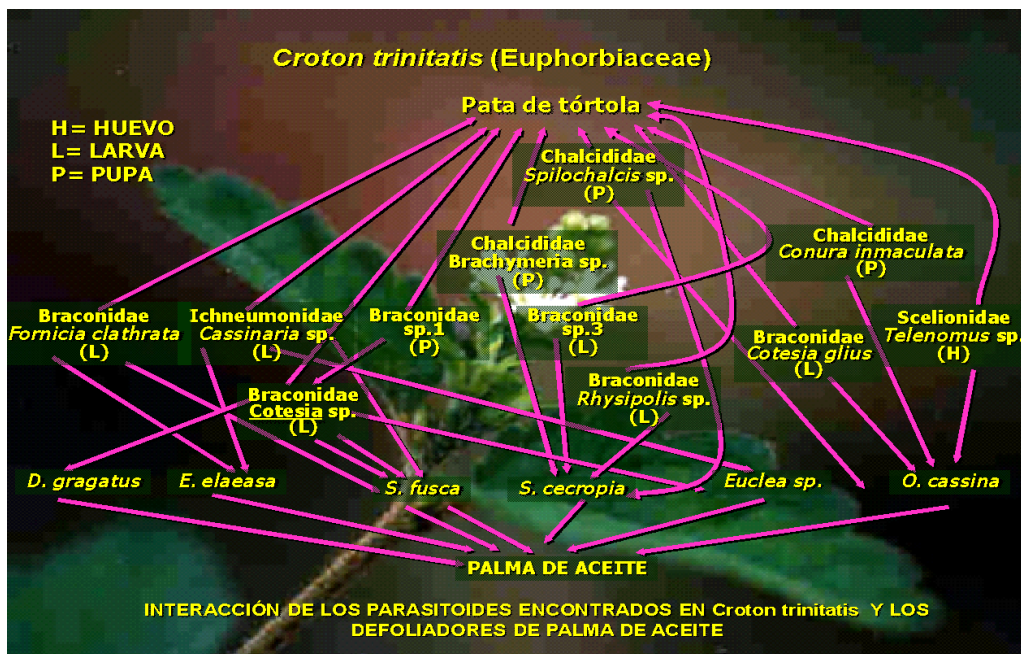 Croton trinitatis (Euphorbiaceae)
Pata de tórtola
H= HUEVO
L= LARVA
P= PUPA
Chalcididae
Spilochalcis sp.
(P)
Chalcididae
Brachymeria sp.
(P)
Chalcididae
Conura inmaculata
(P)
Braconidae
Fornicia clathrata
(L)
Ichneumonidae
Cassinaria sp.
(L)
Braconidae
sp.1
(P)
Braconidae
sp.3
(L)
Braconidae
Cotesia glius
(L)
Scelionidae
Telenomus sp.
(H)
Braconidae
Cotesia sp.
(L)
Braconidae
Rhysipolis sp.
(L)
D. gragatus
E. elaeasa
S. fusca
S. cecropia
Euclea sp.
O. cassina
PALMA DE ACEITE
INTERACCIÓN DE LOS PARASITOIDES ENCONTRADOS EN Croton trinitatis Y LOS
DEFOLIADORES DE PALMA DE ACEITE